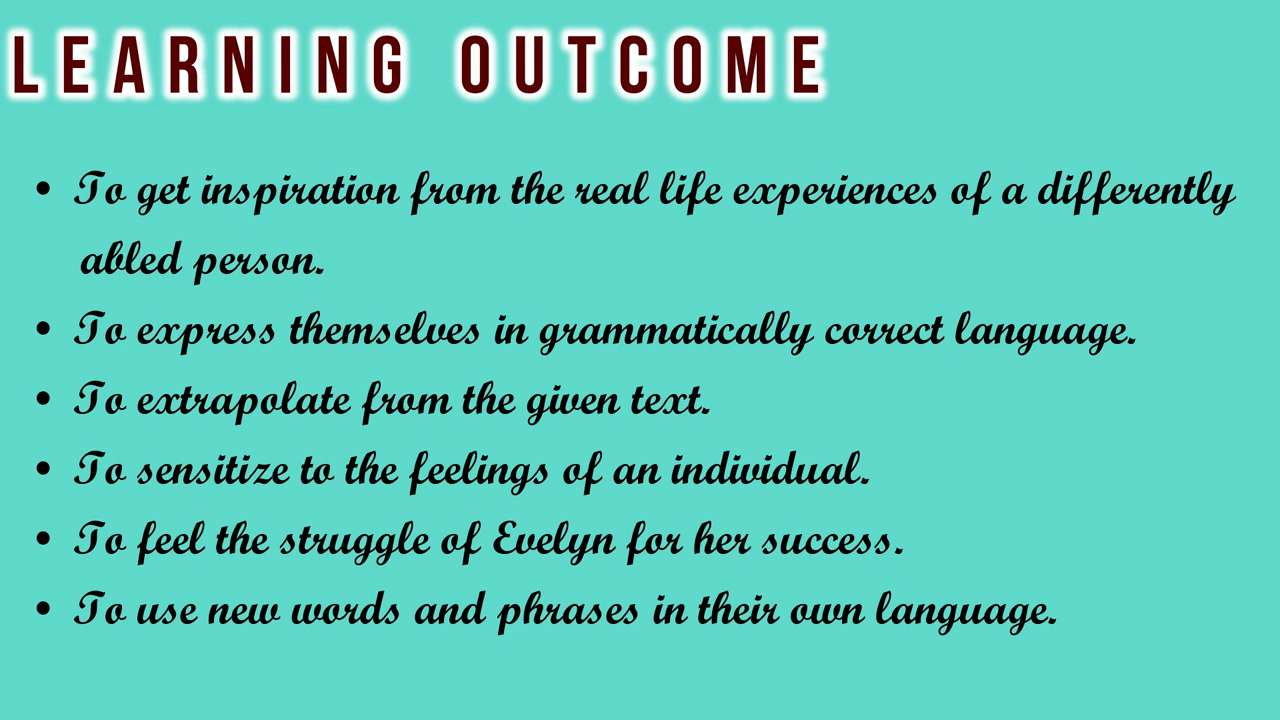 LEARNING OUTCOME
• To get inspiration from the real life experiences of a differently
abled person.
• To express themselves in grammatically correct language.
• To extrapolate from the given text.
• To sensitize to the feelings of an individual.
• To feel the struggle of Evelyn for her success.
• To use new words and phrases in their own language.